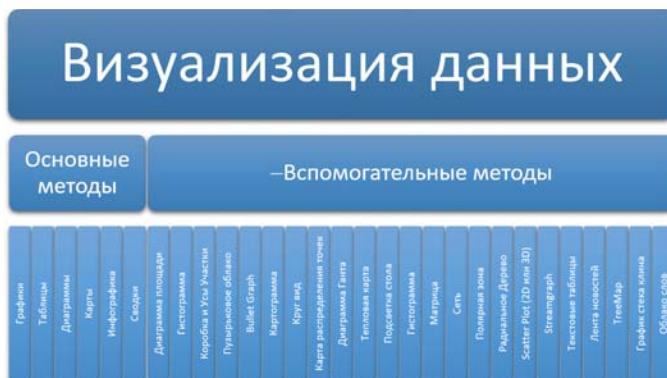 Визуализация данных
Основные
методы
–Вспомогательные методы
Графики
Таблицы
Диаграммы
Карты
Инфографика
Сводки
Диаграмма площади
Гистограмма
Коробка и Усы Участки
Пузырьковое облако
Bullet Graph
Картограмма
Круг вид
Карта распределения точек
Диаграмма Ганта
Тепловая карта
Подсветка стола
Гистограмма
Матрица
Сеть
Полярная зона
Радиальное Дерево
Scatter Plot (2D или 3D)
Streamgraph
Текстовые таблицы
Лента новостей
TreeMap
График стека клина
Облако слов